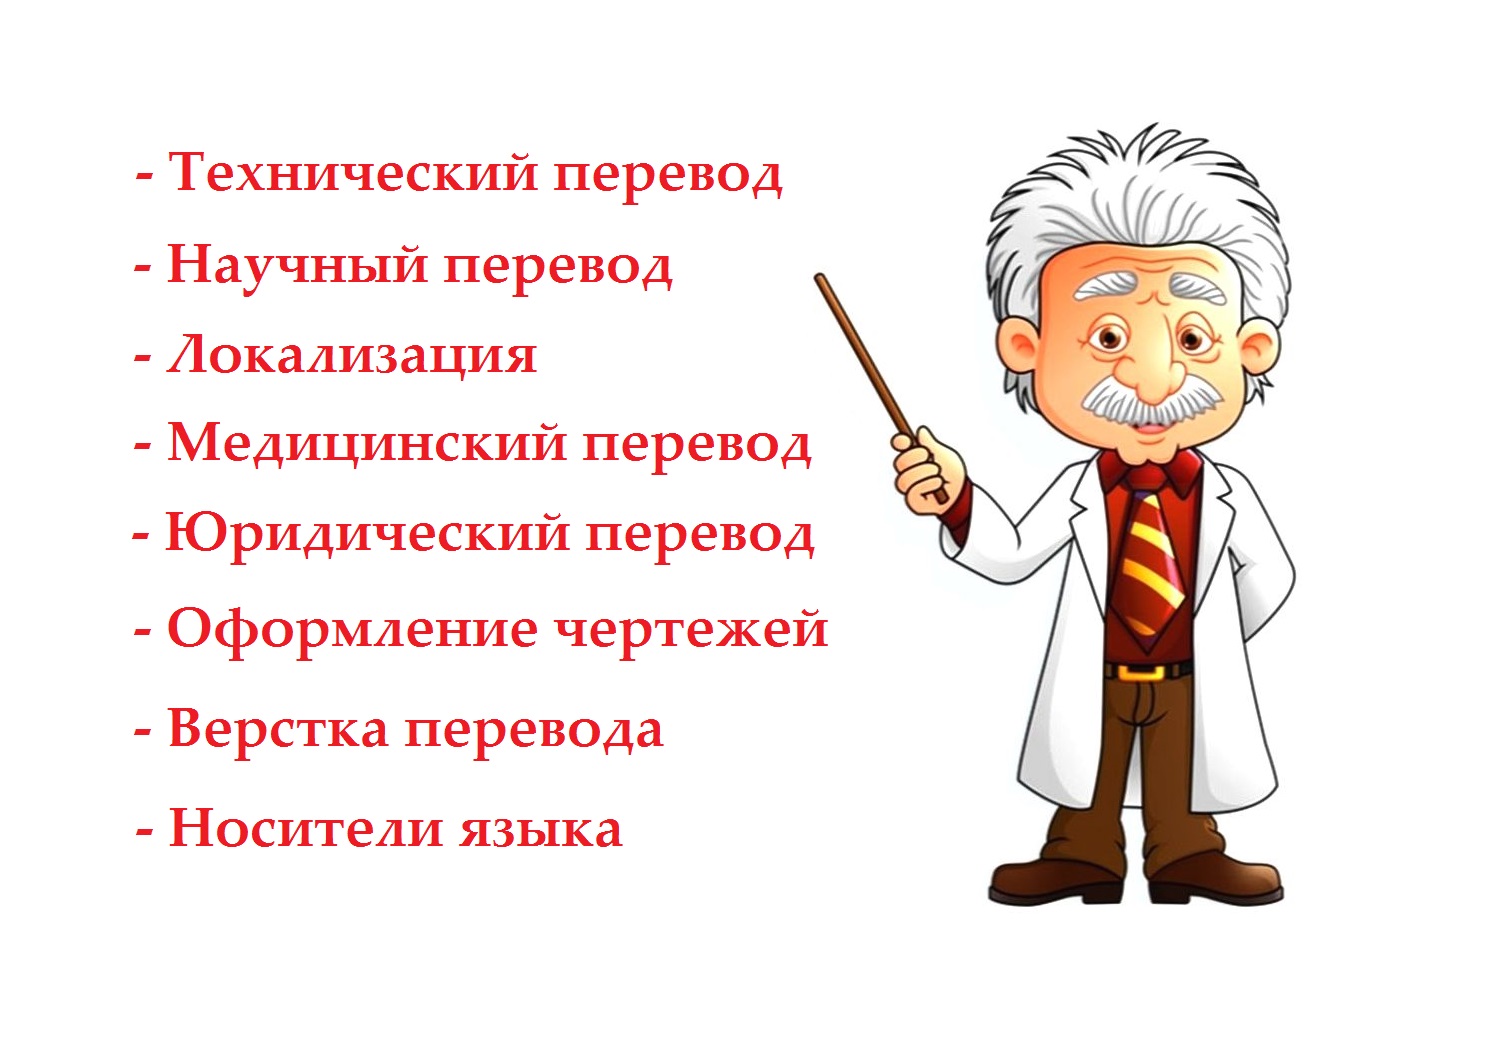 - Технический перевод
- Научный перевод
- Локализация
- Медицинский перевод
- Юридический перевод
- Оформление чертежей
- Верстка перевода
- Носители языка